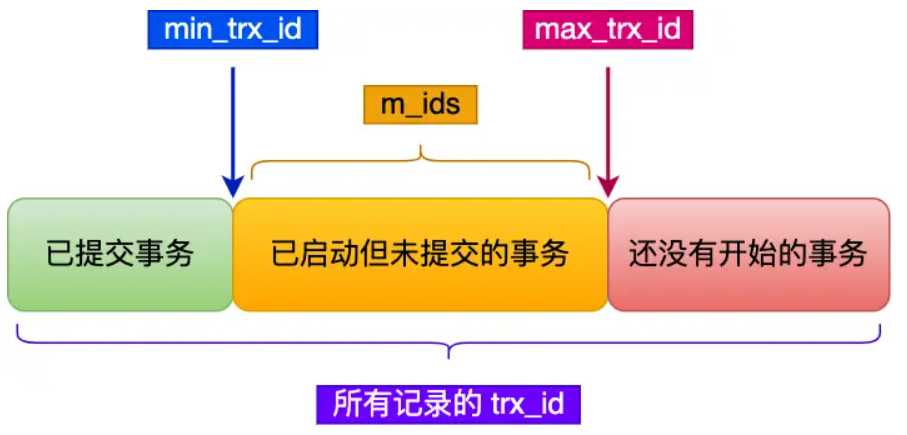 min_trx_id
max_trx_id
m_ids
已提交事务
已启动但未提交的事务
还没有开始的事务
所有记录的 trx_id